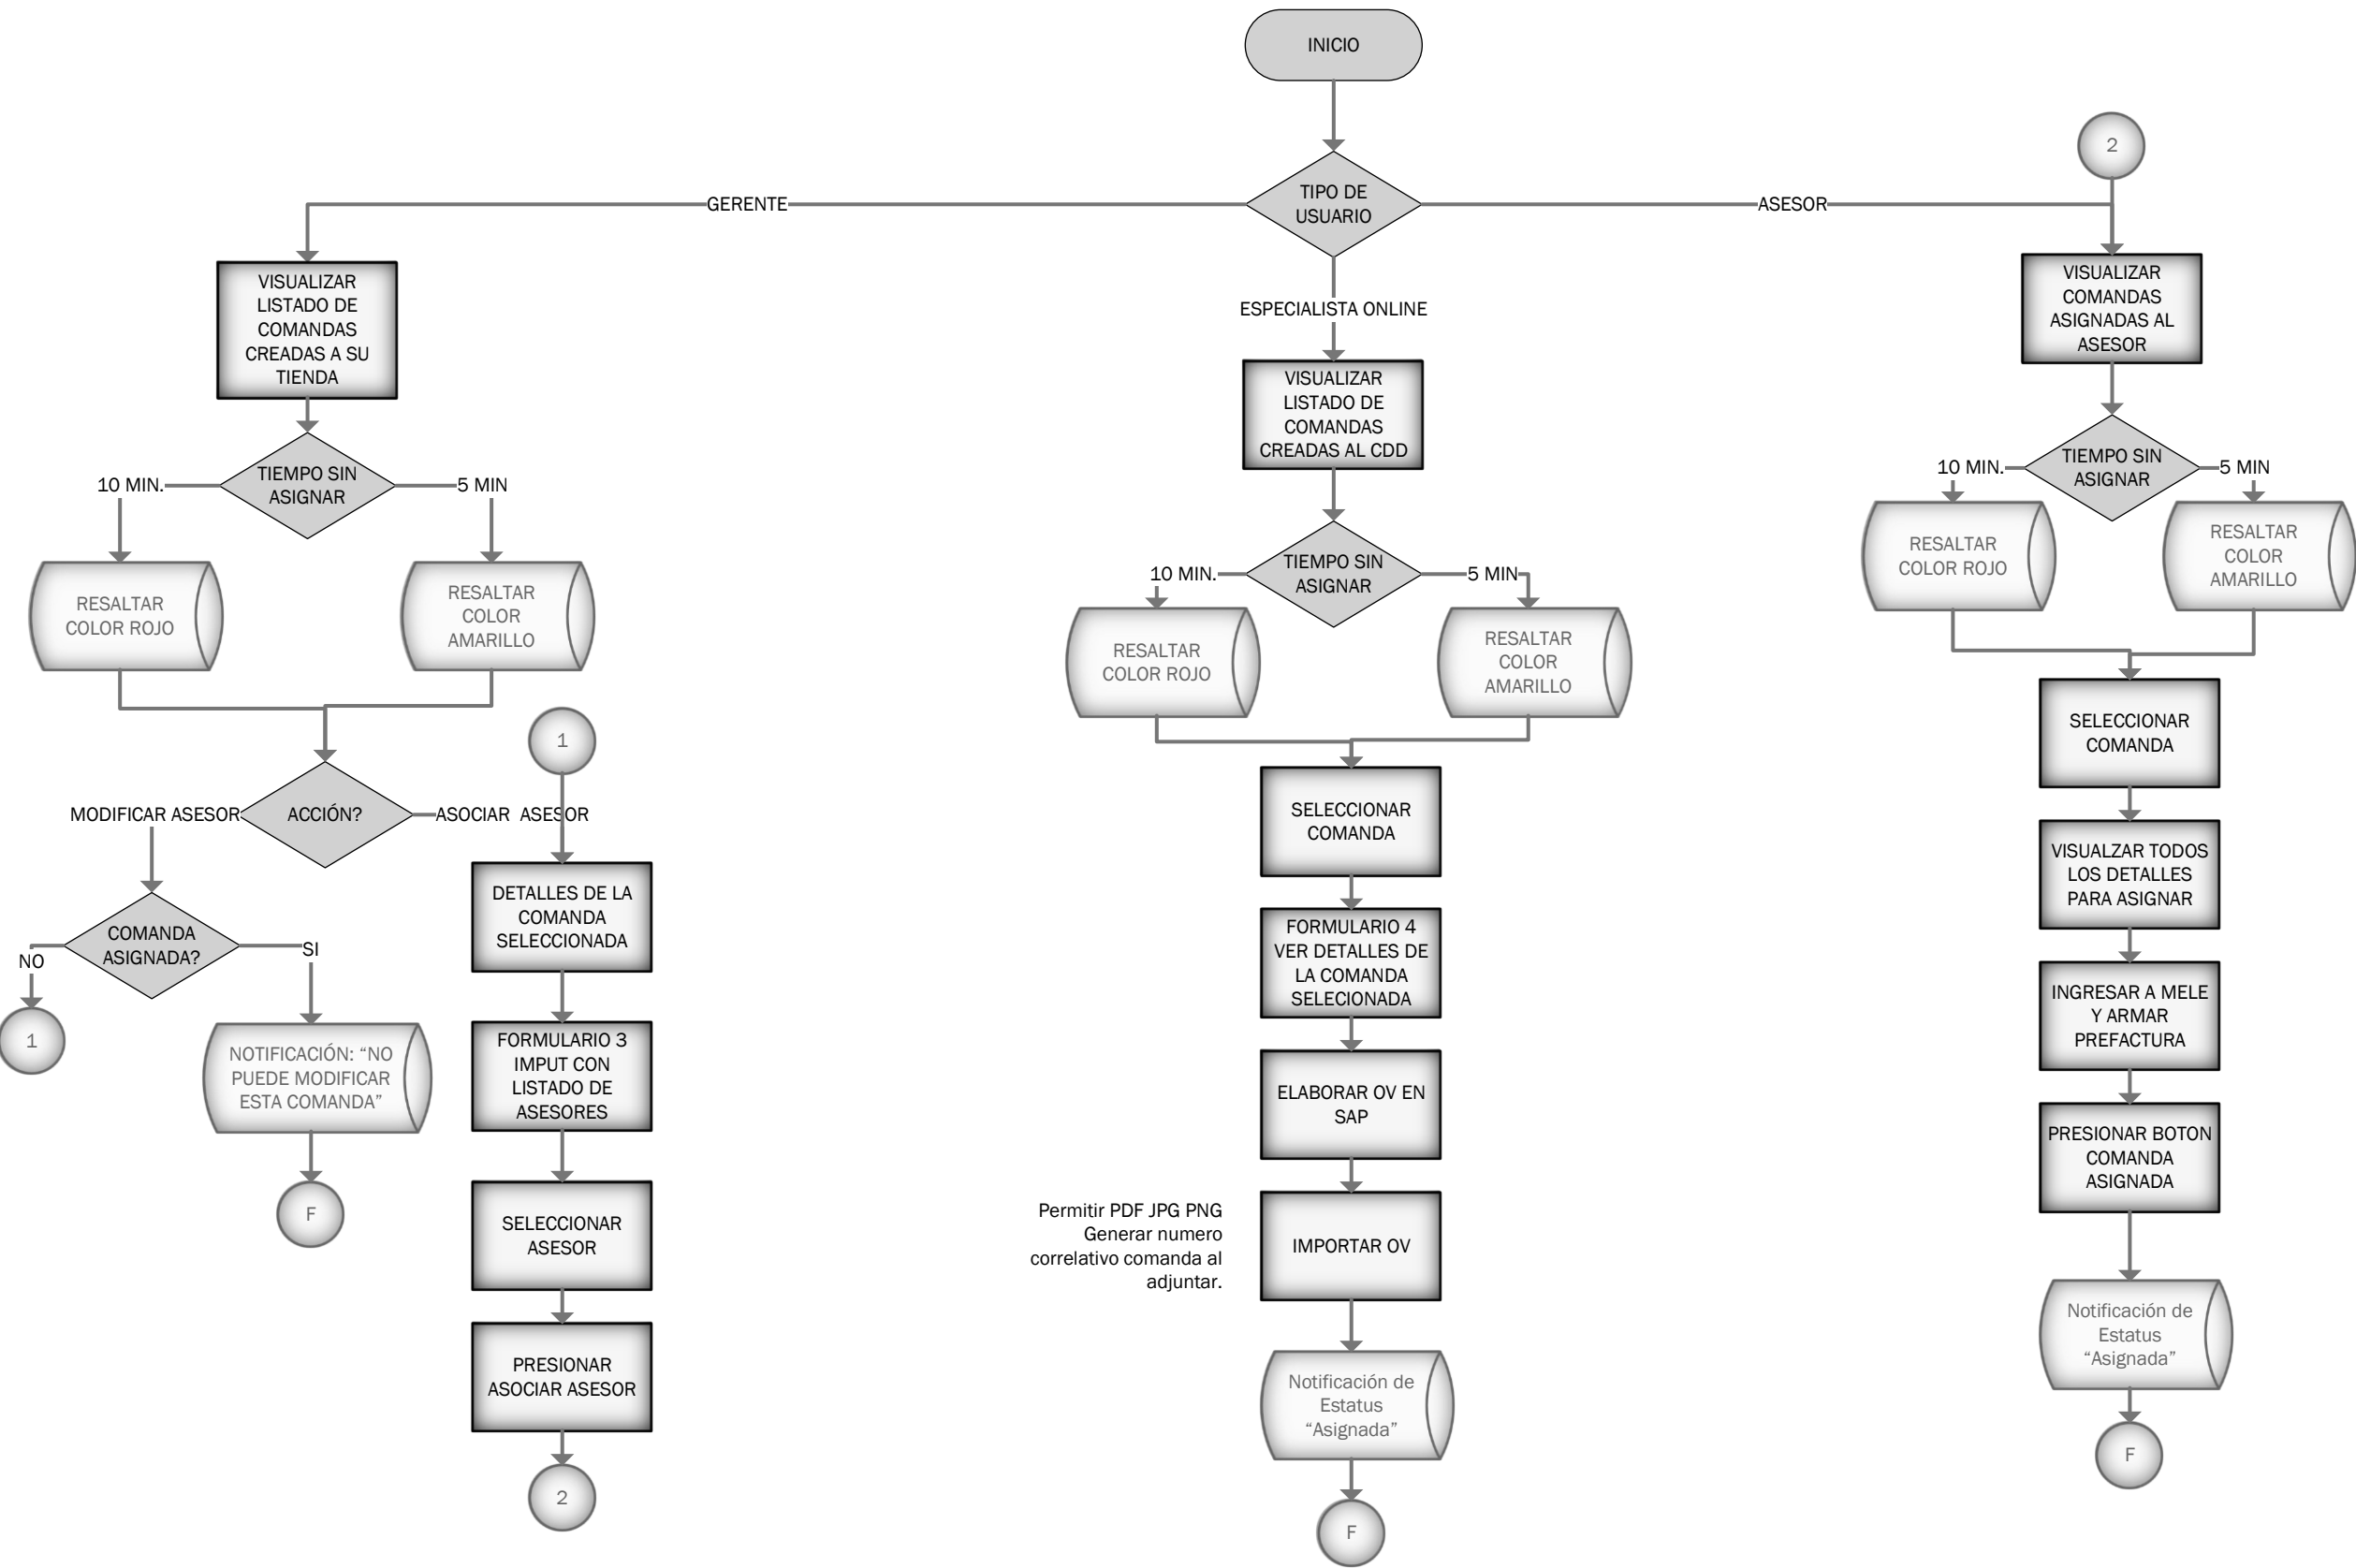 INICIO
TIPO DE
USUARIO
GERENTE
ESPECIALISTA ONLINE
ASESOR
2
VISUALIZAR
LISTADO DE
COMANDAS
CREADAS A SU
TIENDA
TIEMPO SIN
ASIGNAR
10 MIN.
5 MIN
RESALTAR
COLOR ROJO
RESALTAR
COLOR
AMARILLO
ACCIÓN?
MODIFICAR ASESOR
ASOCIAR ASESOR
1
COMANDA
ASIGNADA?
NO
SI
1
NOTIFICACIÓN: “NO
PUEDE MODIFICAR
ESTA COMANDA”
F
DETALLES DE LA
COMANDA
SELECCIONADA
FORMULARIO 3
IMPUT CON
LISTADO DE
ASESORES
SELECCIONAR
ASESOR
PRESIONAR
ASOCIAR ASESOR
2
VISUALIZAR
LISTADO DE
COMANDAS
CREADAS AL CDD
TIEMPO SIN
ASIGNAR
10 MIN.
5 MIN
RESALTAR
COLOR ROJO
RESALTAR
COLOR
AMARILLO
SELECCIONAR
COMANDA
FORMULARIO 4
VER DETALLES DE
LA COMANDA
SELECIONADA
ELABORAR OV EN
SAP
Permitir PDF JPG PNG
Generar numero
correlativo comanda al
adjuntar.
IMPORTAR OV
Notificación de
Estatus
“Asignada”
F
VISUALIZAR
COMANDAS
ASIGNADAS AL
ASESOR
TIEMPO SIN
ASIGNAR
10 MIN.
5 MIN
RESALTAR
COLOR ROJO
RESALTAR
COLOR
AMARILLO
SELECCIONAR
COMANDA
VISUALZAR TODOS
LOS DETALLES
PARA ASIGNAR
INGRESAR A MELE
Y ARMAR
PREFACTURA
PRESIONAR BOTON
COMANDA
ASIGNADA
Notificación de
Estatus
“Asignada”
F